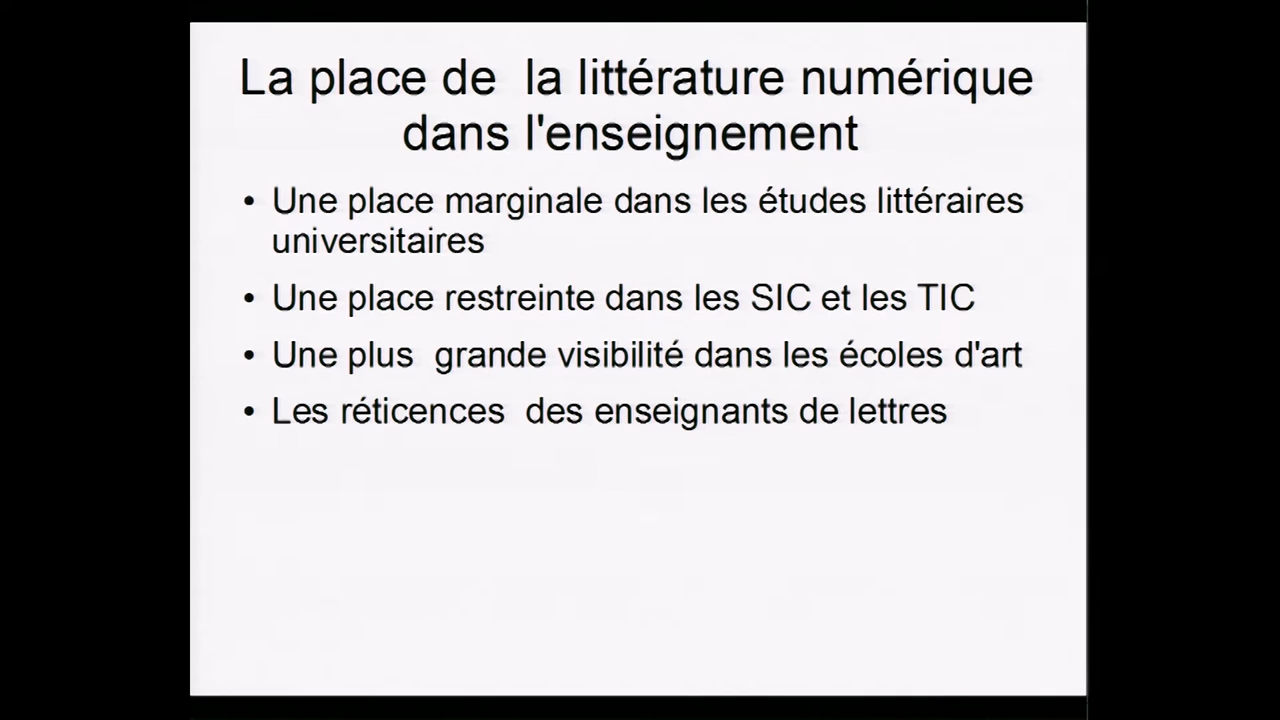 La place de  la littérature numérique
dans l'enseignement
• Une place marginale dans les études littéraires
universitaires
• Une place restreinte dans les SIC et les TIC
• Une plus  grande visibilité dans les écoles d'art
• Les réticences  des enseignants de lettres